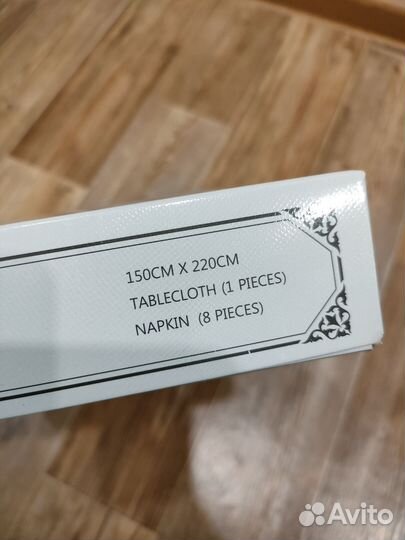 150CM X 220CM
TABLECLOTH (1 PIECES)
NAPKIN (8 PIECES)
Avito